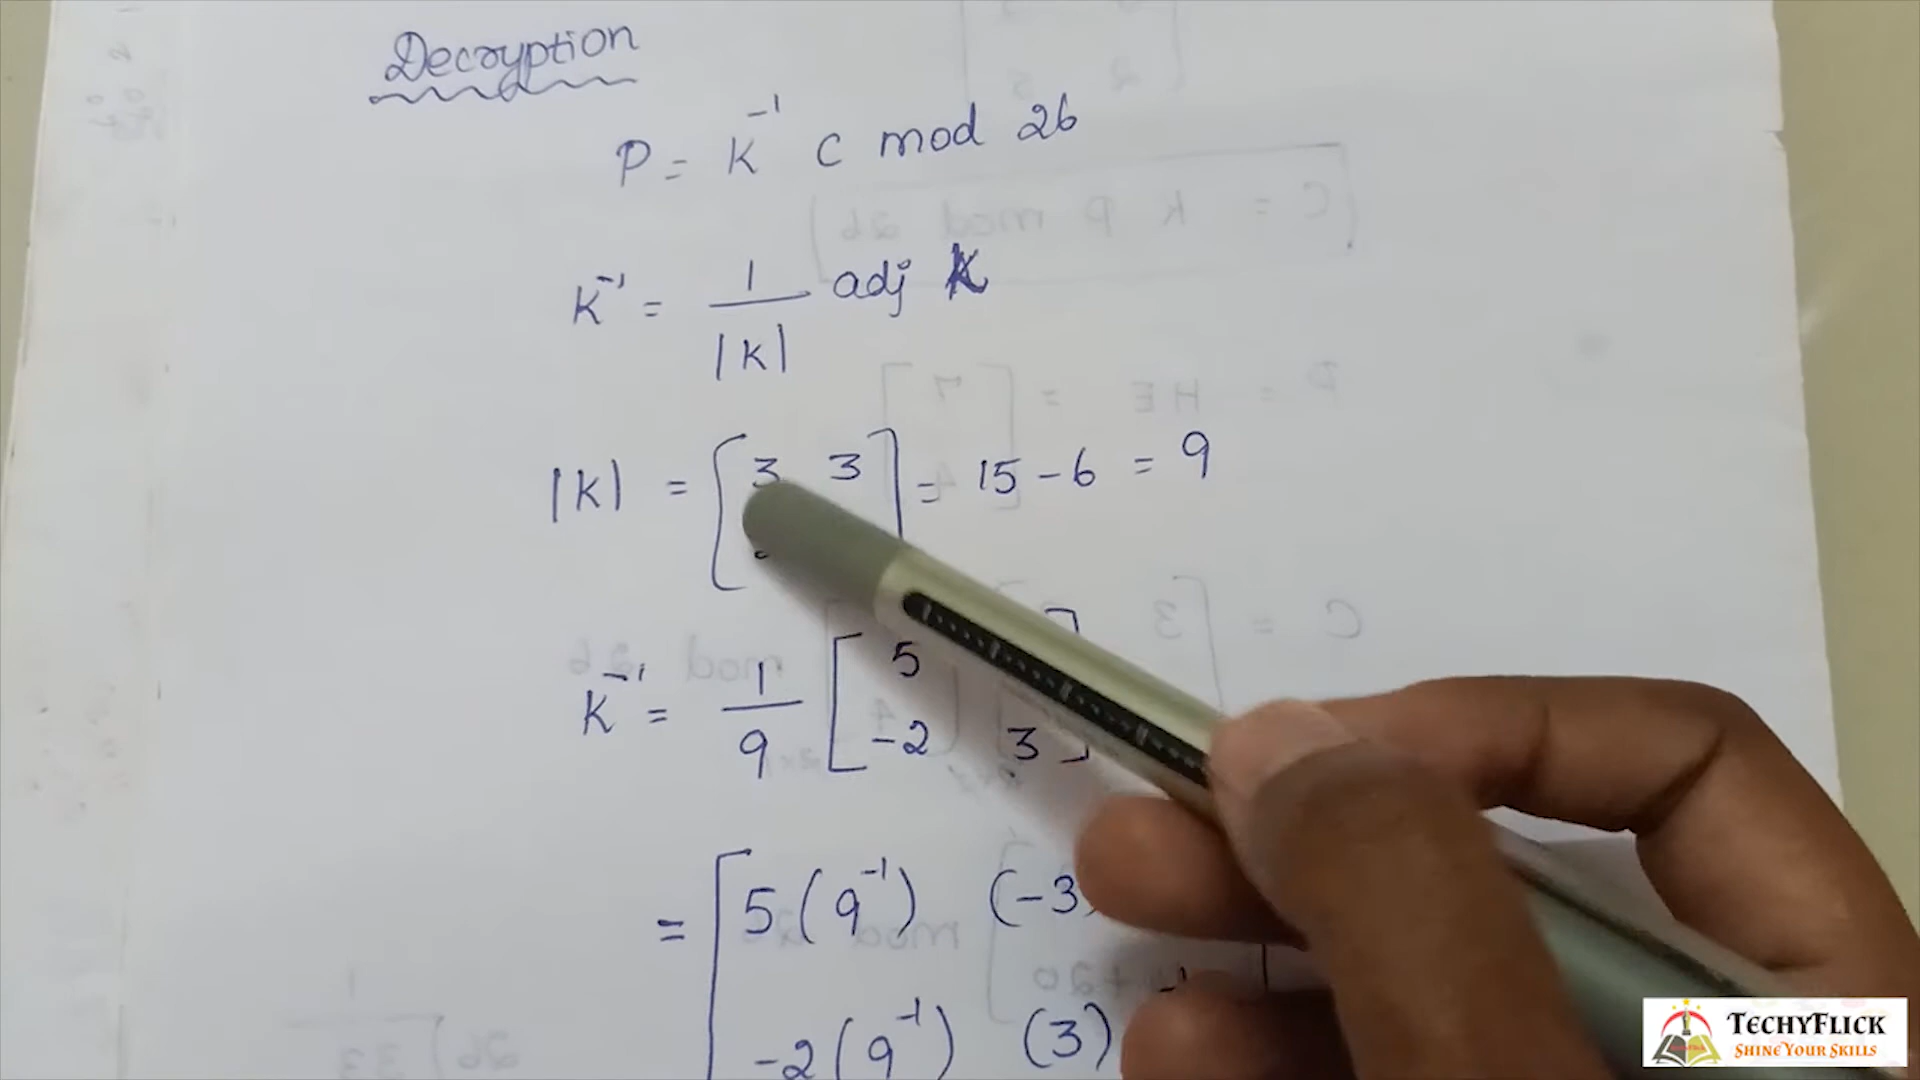 Decryption
P = K⁻¹ C mod 26
K⁻¹ = 1/|K| adj K
|K| = [3 3] = 15 - 6 = 9
K⁻¹ = 1/9 [5
-2 3]
= [5(9⁻¹) (-3)
-2(9⁻¹) (3)
TECHYFLICK
SHINE YOUR SKILLS